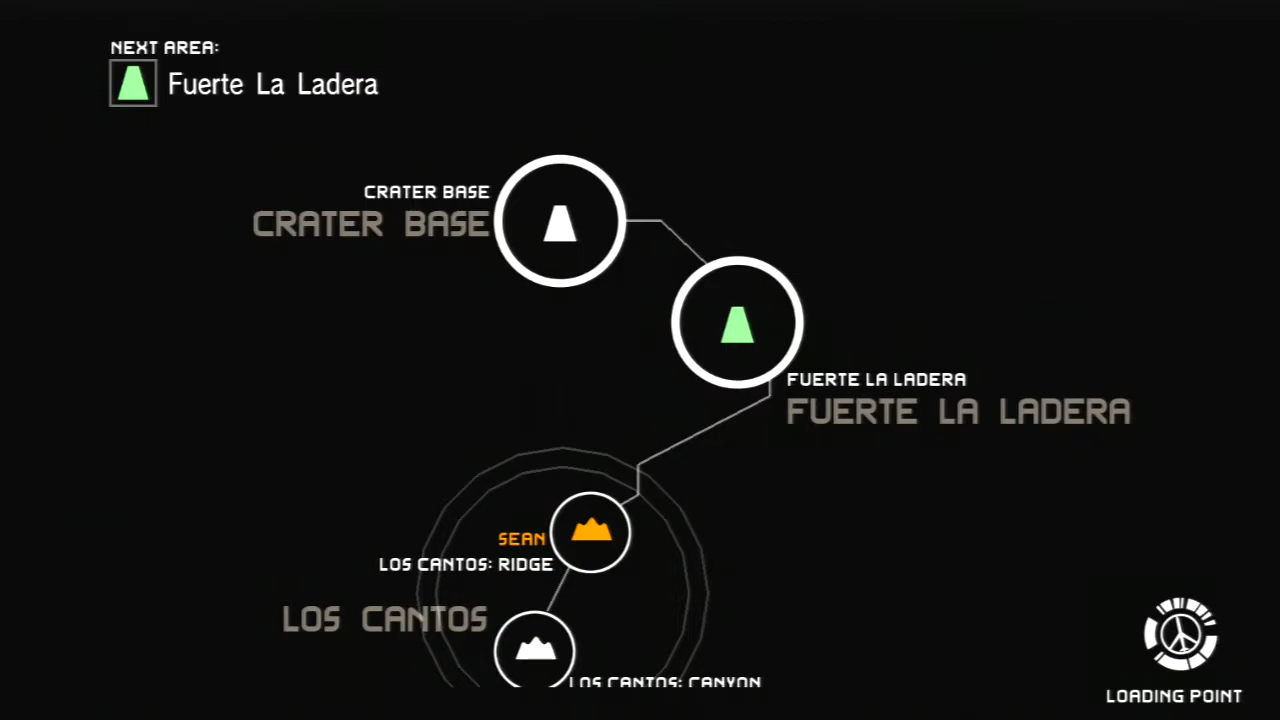 NEXT AREA:
Fuerte La Ladera
CRATER BASE
CRATER BASE
FUERTE LA LADERA
FUERTE LA LADERA
SEAN
LOS CANTOS: RIDGE
LOS CANTOS
LOS CANTOS: CANYON
LOADING POINT